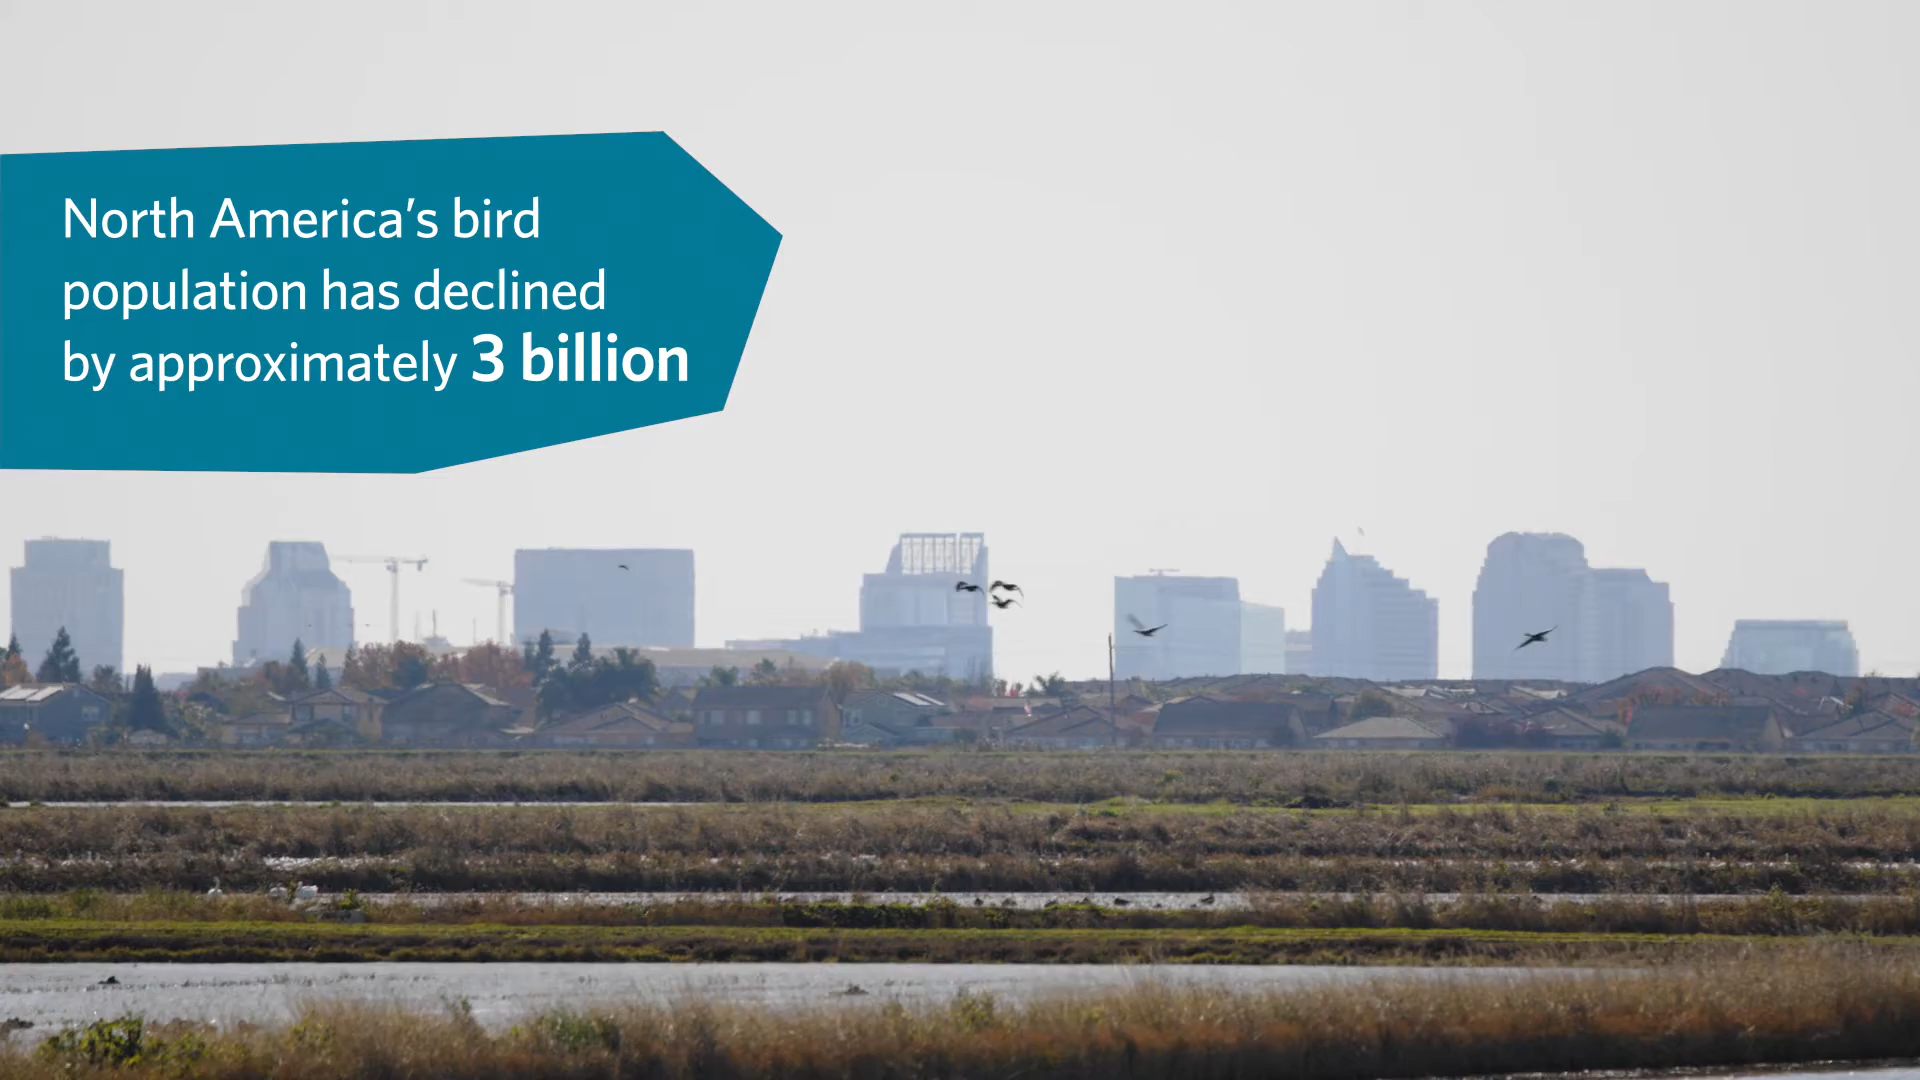 North America’s bird
population has declined
by approximately 3 billion